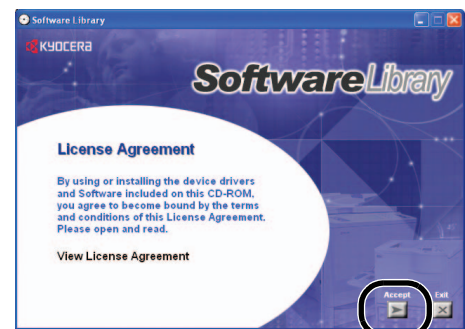 Software Library
KYOCERA
SoftwareLibrary
License Agreement
By using or installing the device drivers
and Software included on this CD-ROM,
you agree to become bound by the terms
and conditions of this License Agreement.
Please open and read.
View License Agreement
Accept Exit